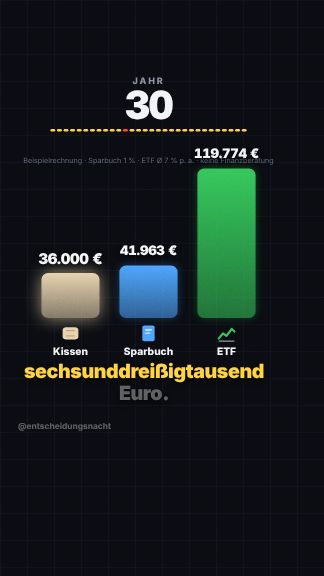 JAHR
30
119.774 €
Beispielrechnung · Sparbuch 1 % · ETF Ø 7 % p. a. · keine Finanzberatung
41.963 €
36.000 €
Kissen Sparbuch ETF
sechsunddreißigtausend
Euro.
@entscheidungsnacht